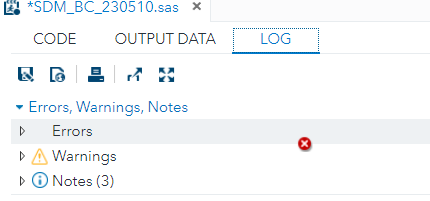 *SDM_BC_230510.sas ×
CODE OUTPUT DATA LOG
Errors, Warnings, Notes
Errors
Warnings
Notes (3)